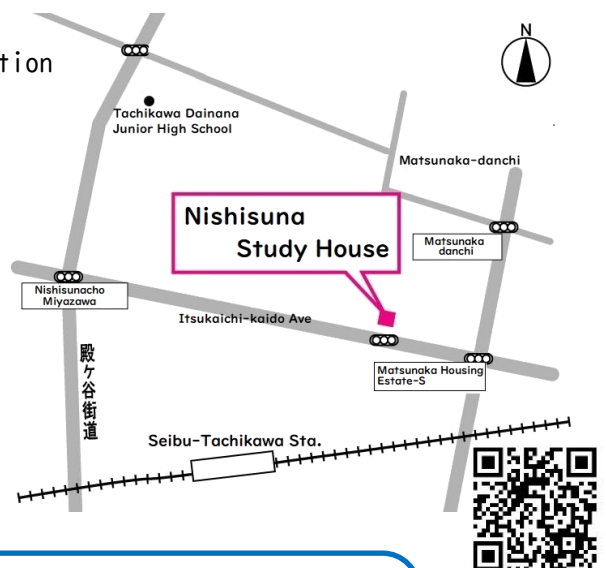 tion
N
Tachikawa Dainana
Junior High School
Matsunaka-danchi
Nishisuna
Study House
Matsunaka
danchi
Nishisunacho
Miyazawa
Itsukaichi-kaido Ave
Matsunaka Housing
Estate-S
殿ヶ谷街道
Seibu-Tachikawa Sta.